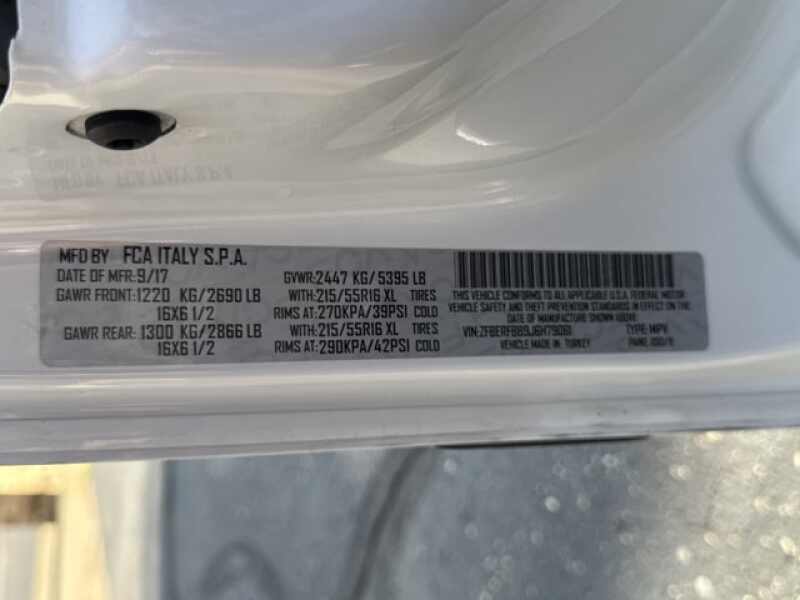 MFD BY FCA ITALY S.P.A.
DATE OF MFR:9/17 GVWR:2447 KG/5395 LB
GAWR FRONT:1220 KG/2690 LB WITH:215/55R16 XL TIRES
16X6 1/2 RIMS AT:270KPA/39PSI COLD
GAWR REAR:1300 KG/2866 LB WITH:215/55R16 XL TIRES
16X6 1/2 RIMS AT:290KPA/42PSI COLD
THIS VEHICLE CONFORMS TO ALL APPLICABLE U.S.A. FEDERAL MOTOR
VEHICLE SAFETY AND THEFT PREVENTION STANDARDS IN EFFECT ON THE
DATE OF MANUFACTURE SHOWN ABOVE
VIN: TYPE: MPV
VEHICLE MADE IN: TURKEY